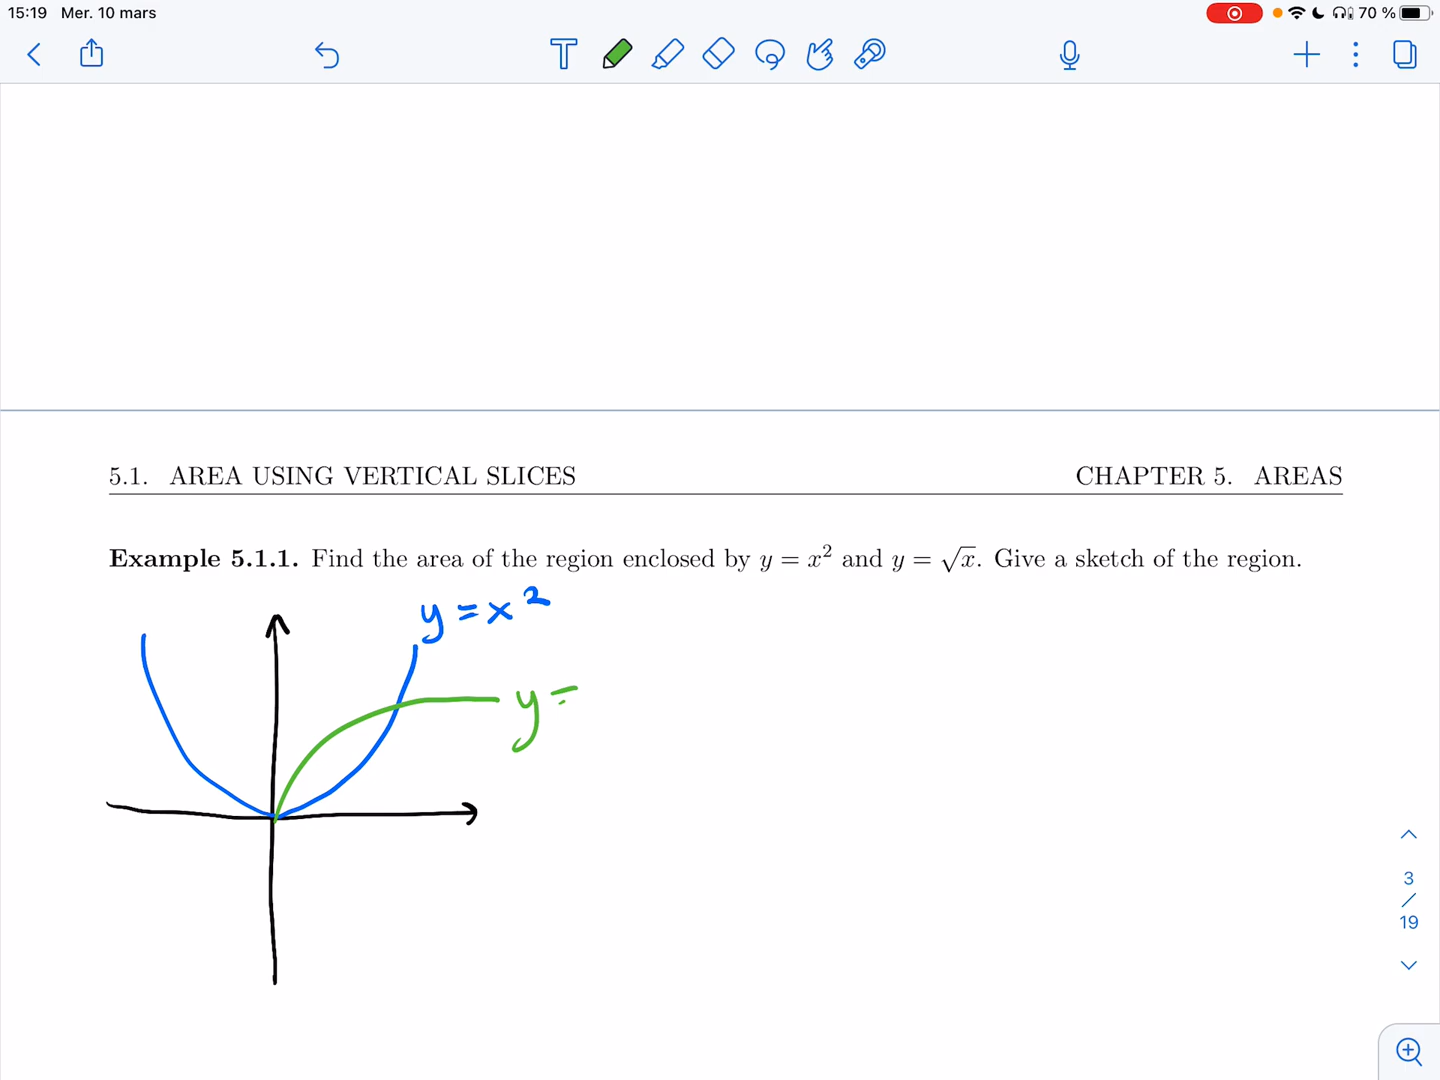 15:19 Mer. 10 mars 70 %
5.1. AREA USING VERTICAL SLICES CHAPTER 5. AREAS
Example 5.1.1. Find the area of the region enclosed by y = x² and y = √x. Give a sketch of the region.
y = x²
y =
3
/
19